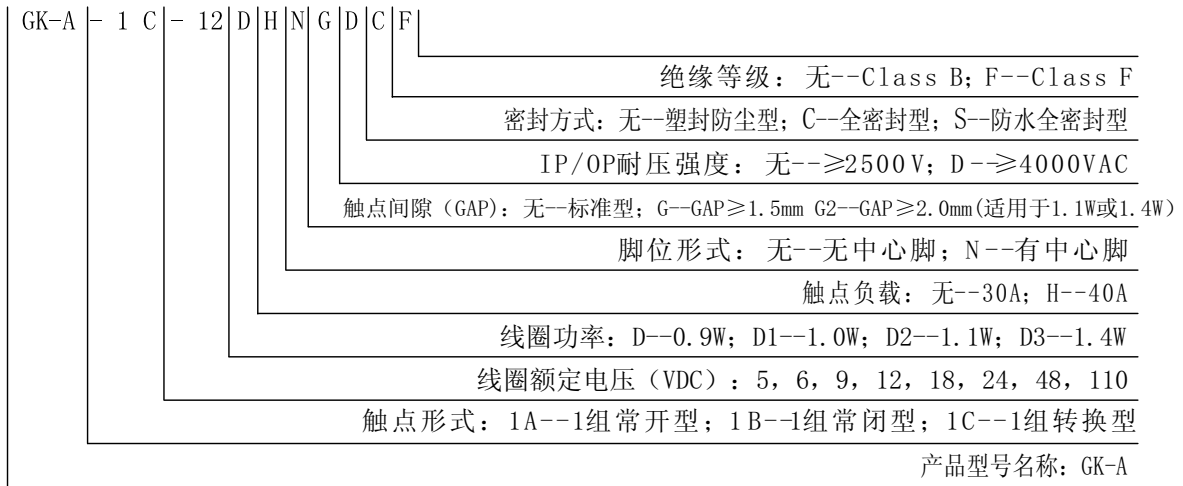 GK-A - 1 C - 12 D H N G D C F
绝缘等级：无--Class B；F--Class F
密封方式：无--塑封防尘型；C--全密封型；S--防水全密封型
IP/OP耐压强度：无--≥2500V；D--≥4000VAC
触点间隙（GAP）：无--标准型；G--GAP≥1.5mm G2--GAP≥2.0mm(适用于1.1W或1.4W）
脚位形式：无--无中心脚；N--有中心脚
触点负载：无--30A；H--40A
线圈功率：D--0.9W；D1--1.0W；D2--1.1W；D3--1.4W
线圈额定电压（VDC）：5，6，9，12，18，24，48，110
触点形式：1A--1组常开型；1B--1组常闭型；1C--1组转换型
产品型号名称：GK-A